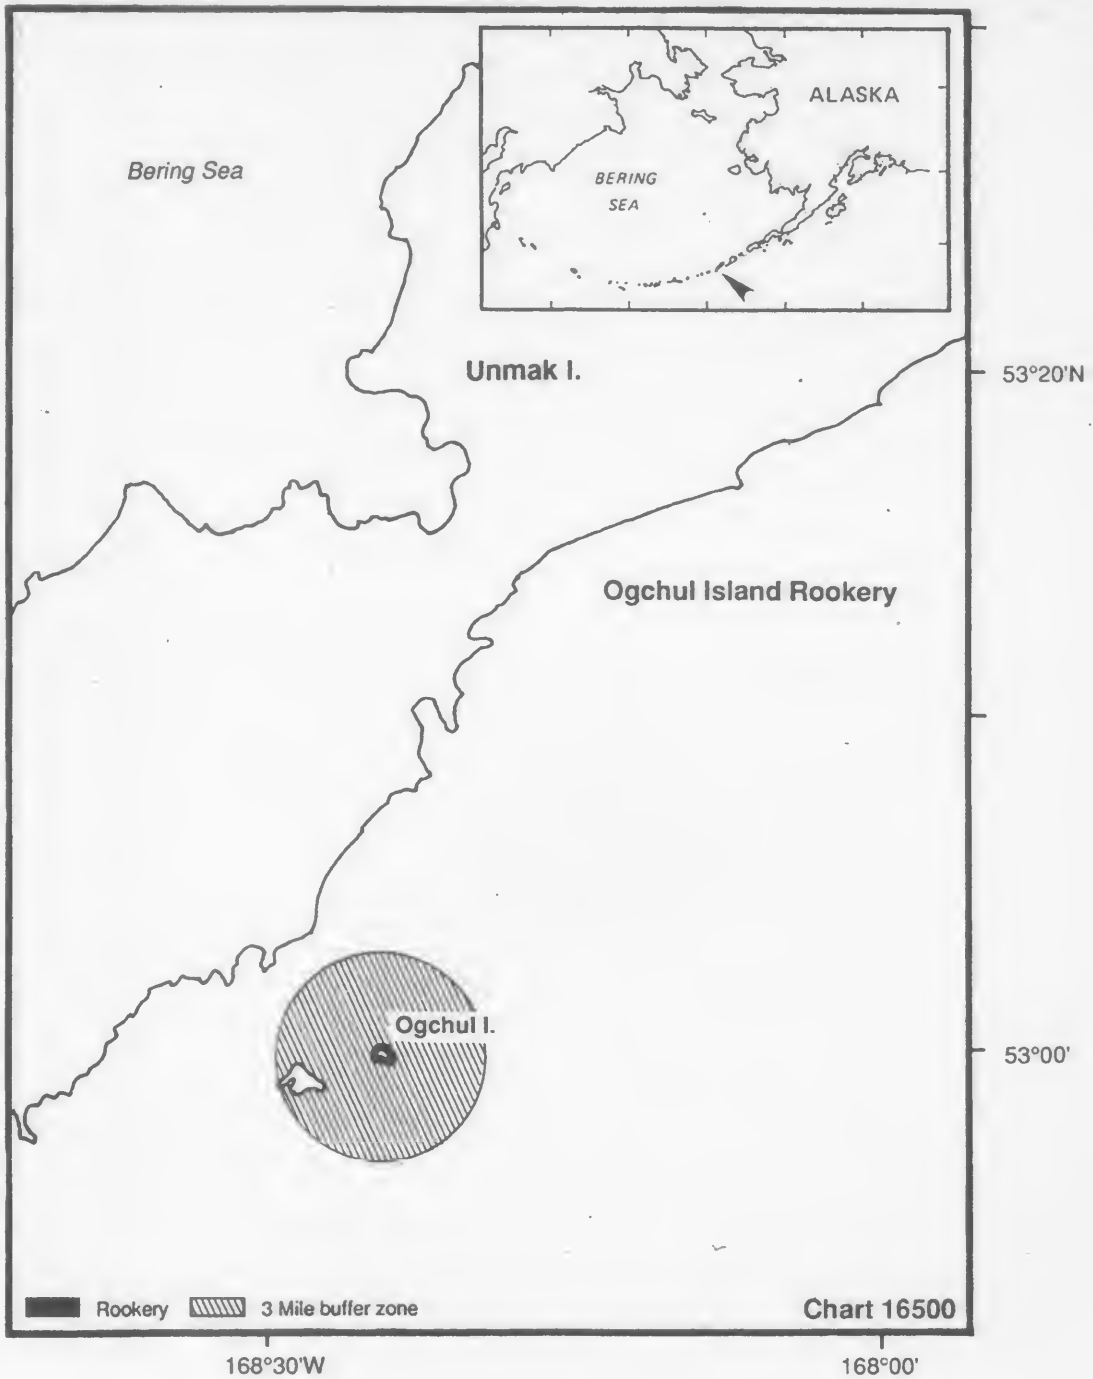 Bering Sea
ALASKA
BERING
SEA
Unmak I.
53°20'N
Ogchul Island Rookery
Ogchul I.
53°00'
Rookery
3 Mile buffer zone
Chart 16500
168°30'W
168°00'